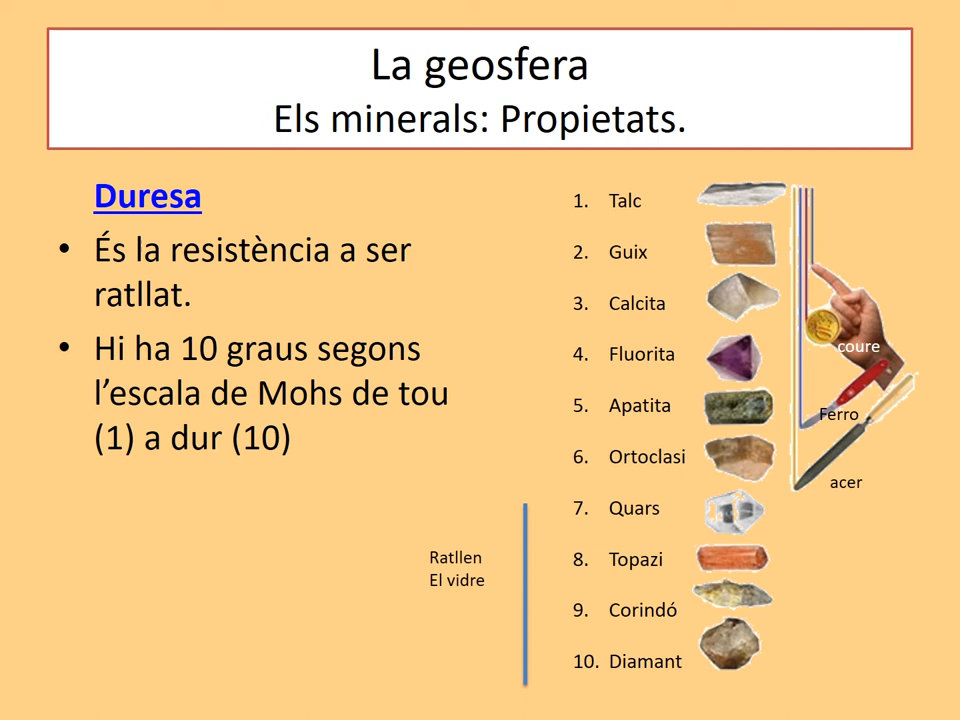 La geosfera
Els minerals: Propietats.
Duresa
• És la resistència a ser
ratllat.
• Hi ha 10 graus segons
l’escala de Mohs de tou
(1) a dur (10)
1. Talc
2. Guix
3. Calcita
4. Fluorita
5. Apatita
6. Ortoclasi
7. Quars
8. Topazi
9. Corindó
10. Diamant
coure
Ferro
acer
Ratllen
El vidre